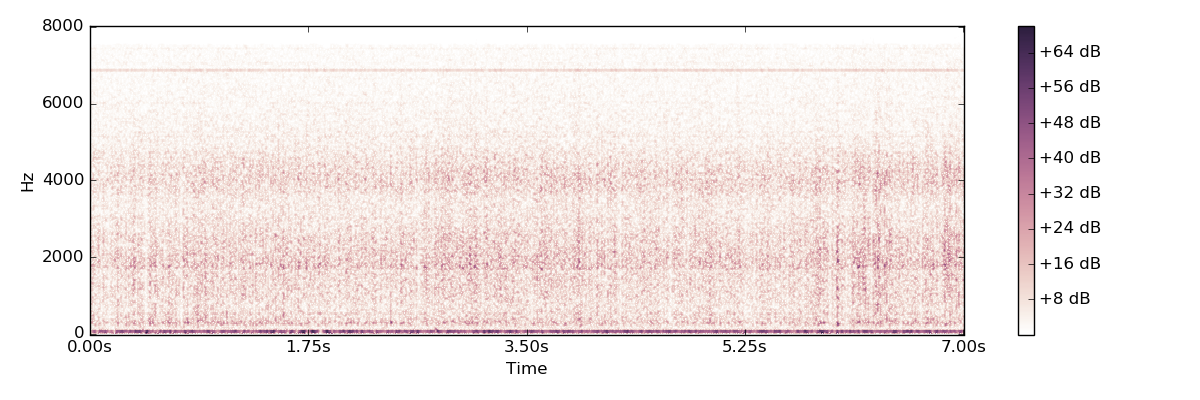 8000
6000
4000
2000
0
Hz
0.00s
1.75s
3.50s
5.25s
7.00s
Time
+64 dB
+56 dB
+48 dB
+40 dB
+32 dB
+24 dB
+16 dB
+8 dB